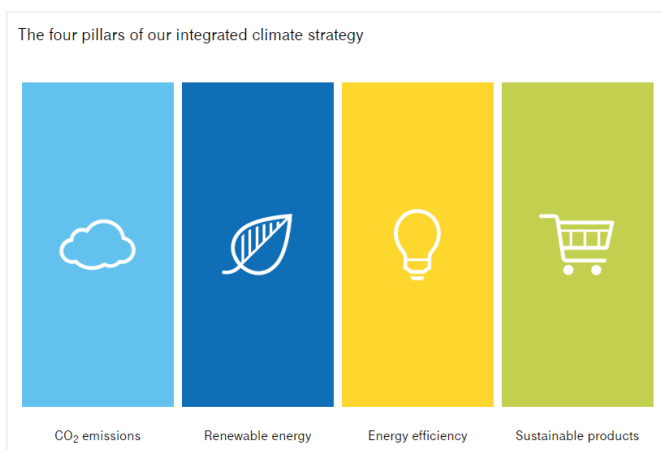 The four pillars of our integrated climate strategy
CO₂ emissions
Renewable energy
Energy efficiency
Sustainable products